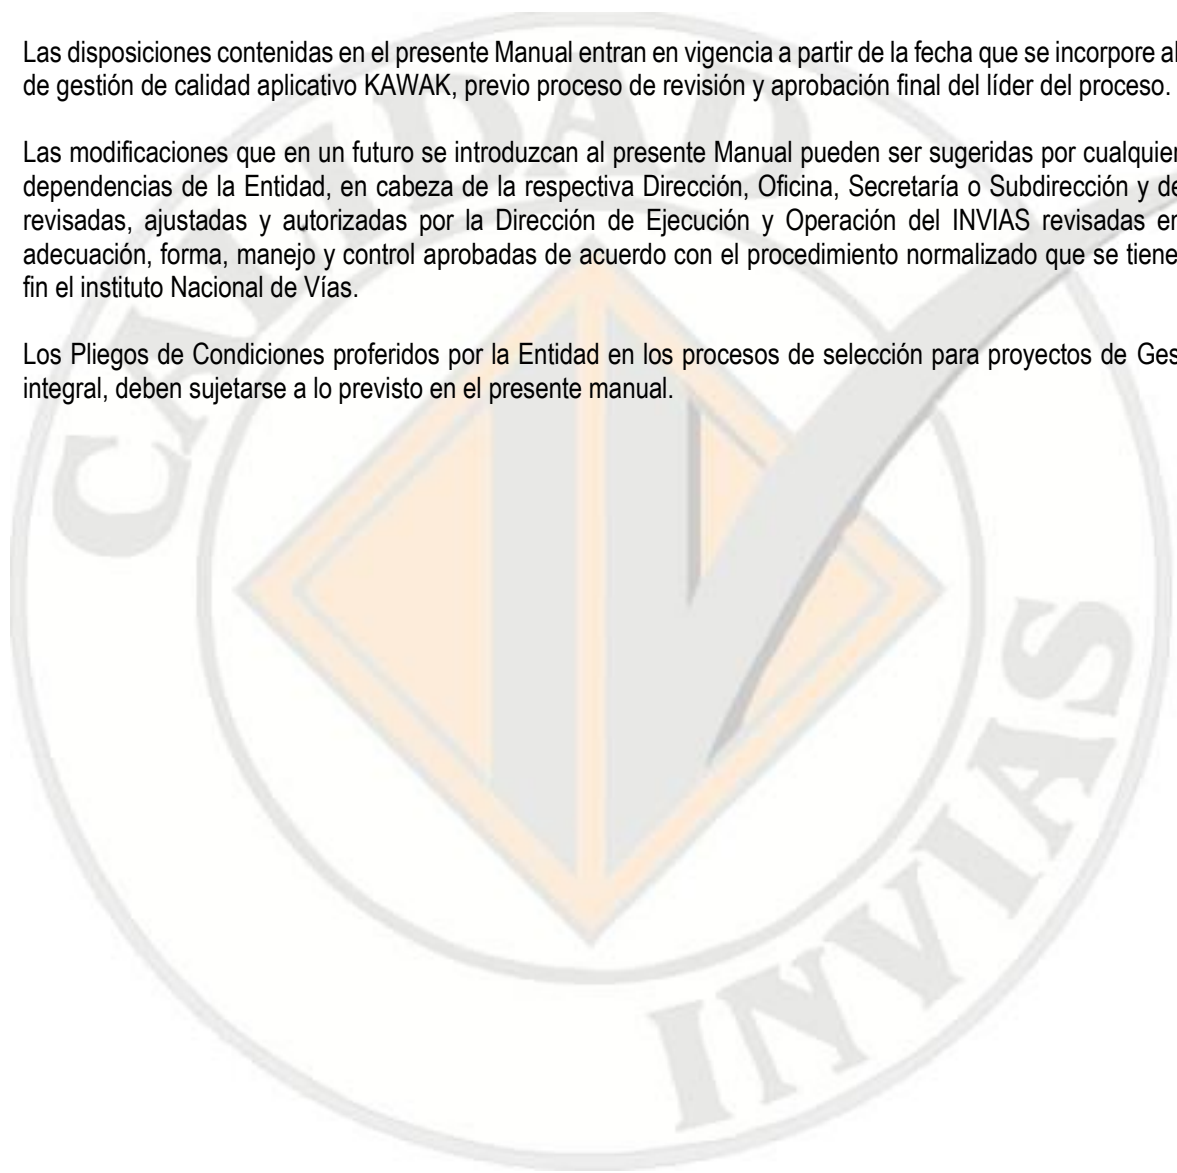 Las disposiciones contenidas en el presente Manual entran en vigencia a partir de la fecha que se incorpore al
de gestión de calidad aplicativo KAWAK, previo proceso de revisión y aprobación final del líder del proceso.
Las modificaciones que en un futuro se introduzcan al presente Manual pueden ser sugeridas por cualquier
dependencias de la Entidad, en cabeza de la respectiva Dirección, Oficina, Secretaría o Subdirección y
revisadas, ajustadas y autorizadas por la Dirección de Ejecución y Operación del INVIAS revisadas
adecuación, forma, manejo y control aprobadas de acuerdo con el procedimiento normalizado que se tiene
fin el instituto Nacional de Vías.
Los Pliegos de Condiciones proferidos por la Entidad en los procesos de selección para proyectos de
integral, deben sujetarse a lo previsto en el presente manual.
CALIDAD
INVIAS